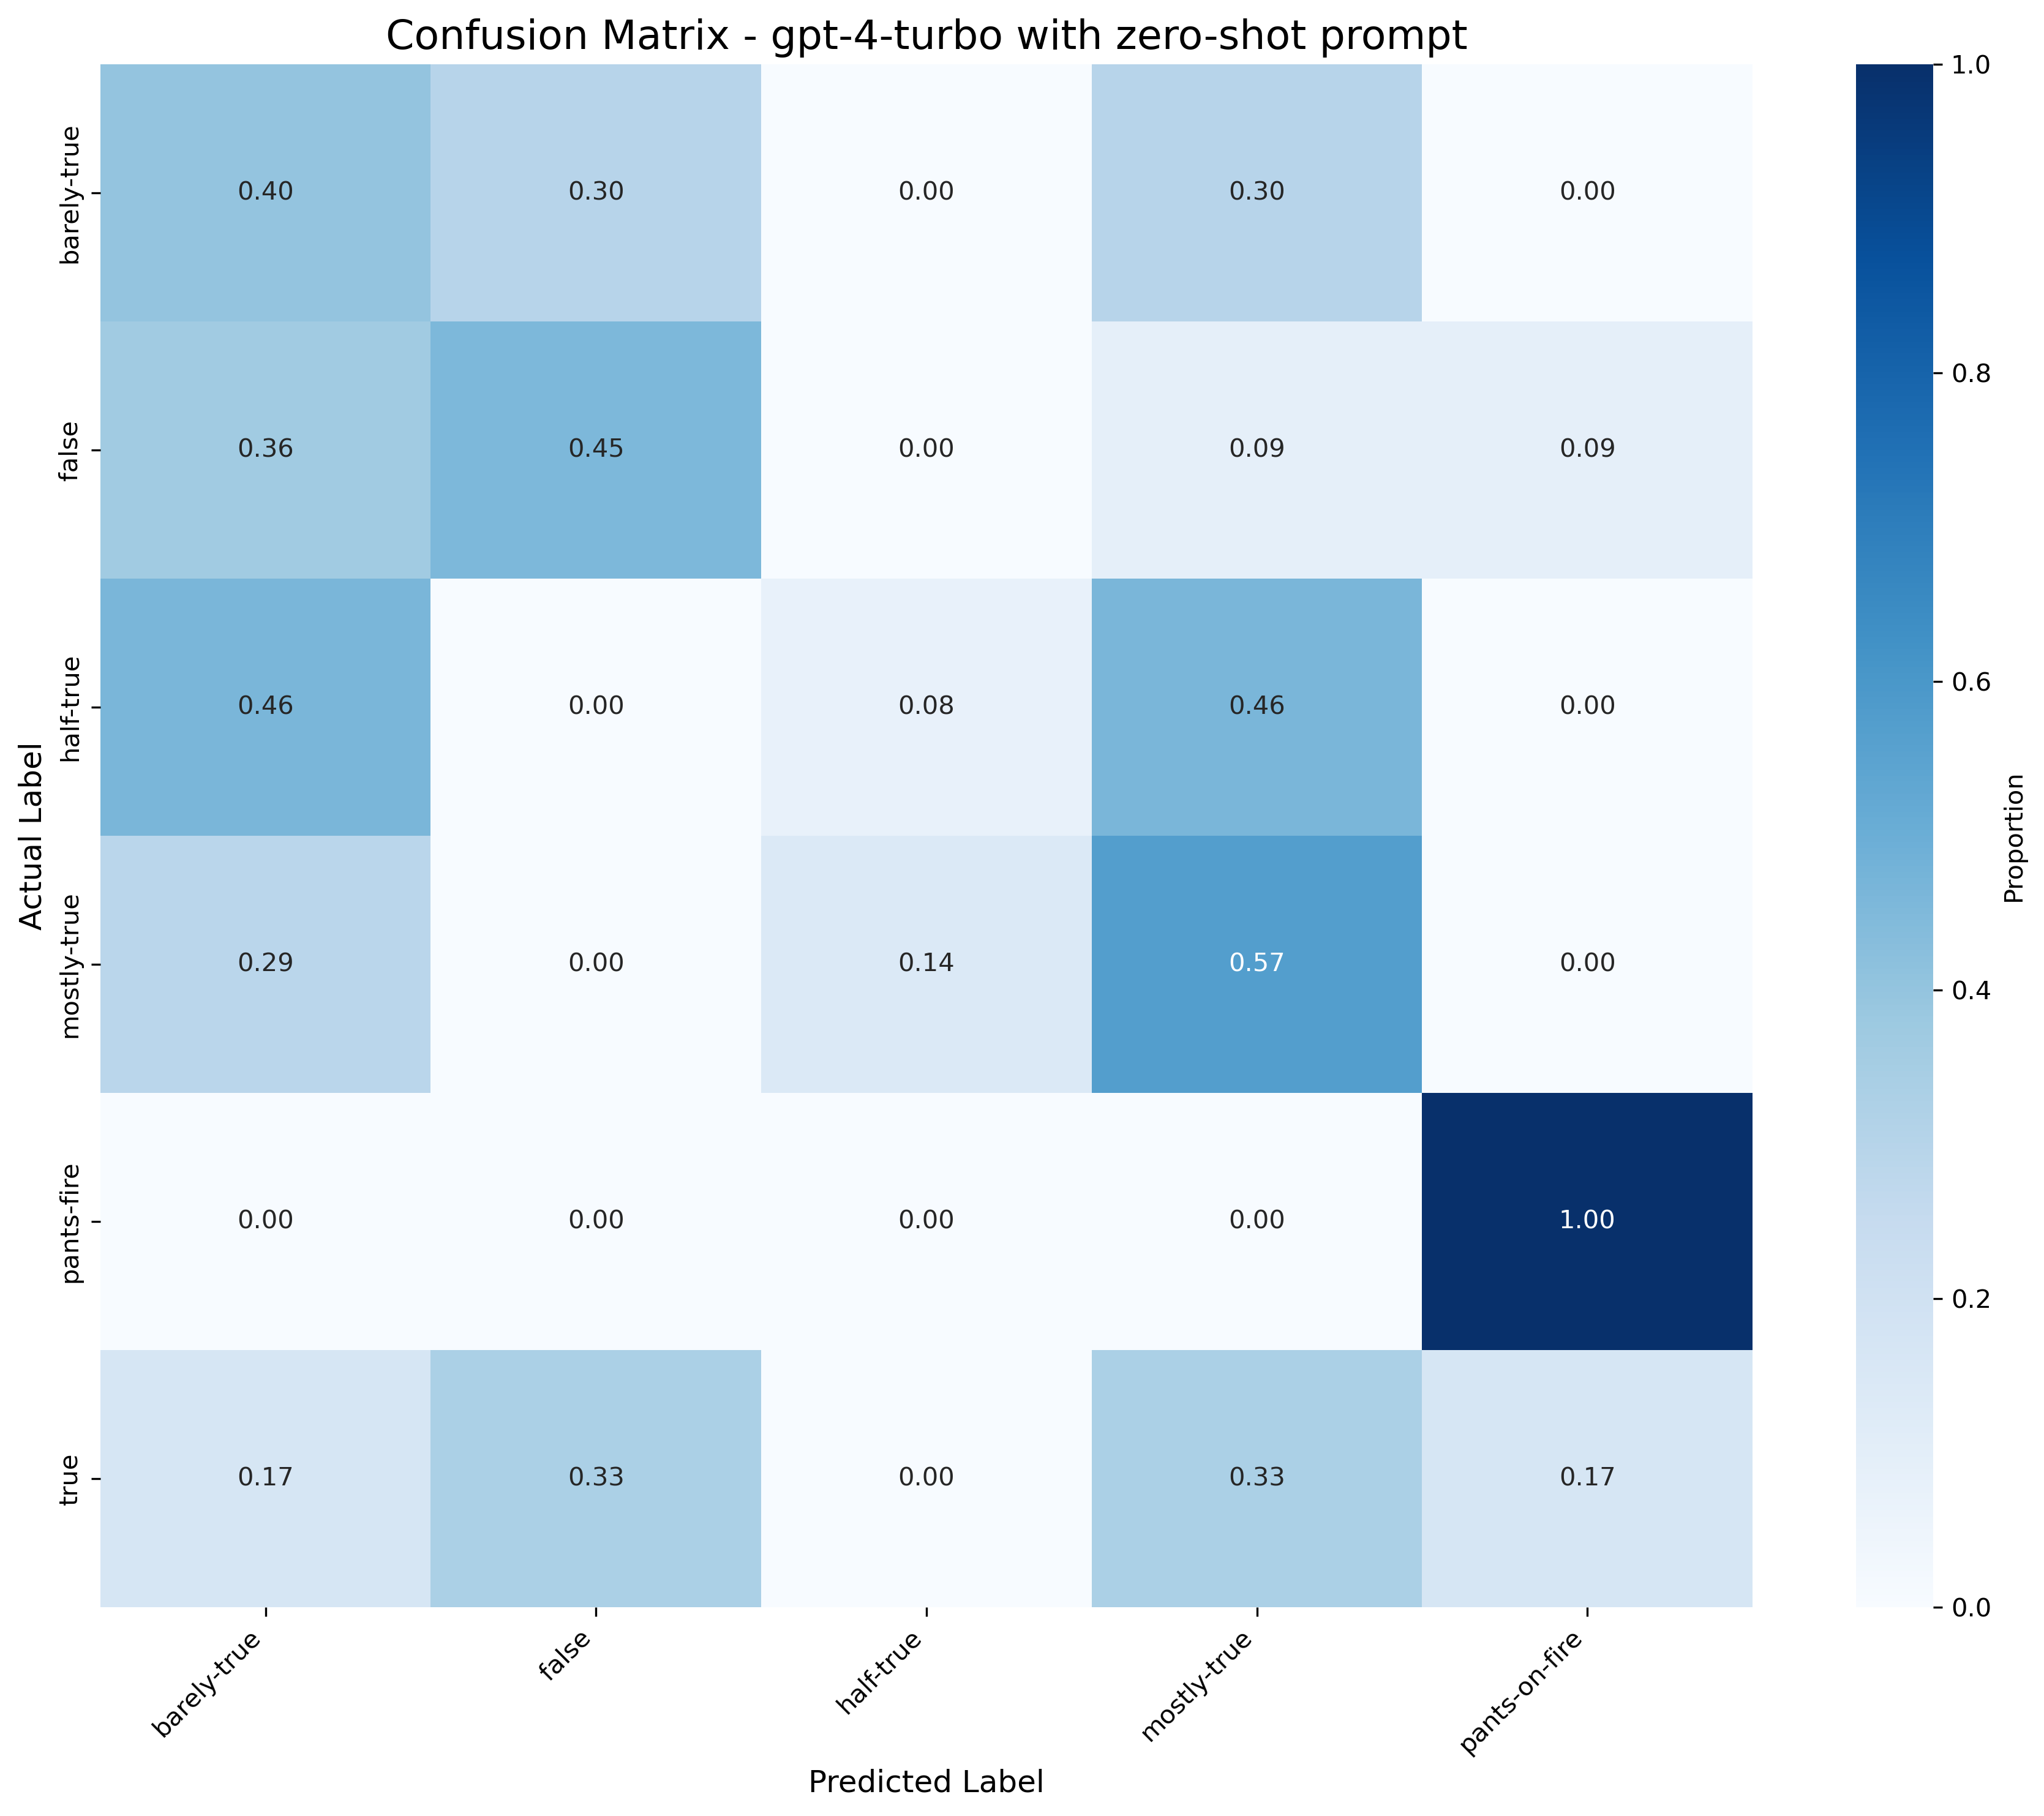 Confusion Matrix - gpt-4-turbo with zero-shot prompt
Actual Label
barely-true
0.40 0.30 0.00 0.30 0.00
false
0.36 0.45 0.00 0.09 0.09
half-true
0.46 0.00 0.08 0.46 0.00
mostly-true
0.29 0.00 0.14 0.57 0.00
pants-fire
0.00 0.00 0.00 0.00 1.00
true
0.17 0.33 0.00 0.33 0.17
barely-true
false
half-true
mostly-true
pants-on-fire
Predicted Label
1.0
0.8
0.6
0.4
0.2
0.0
Proportion